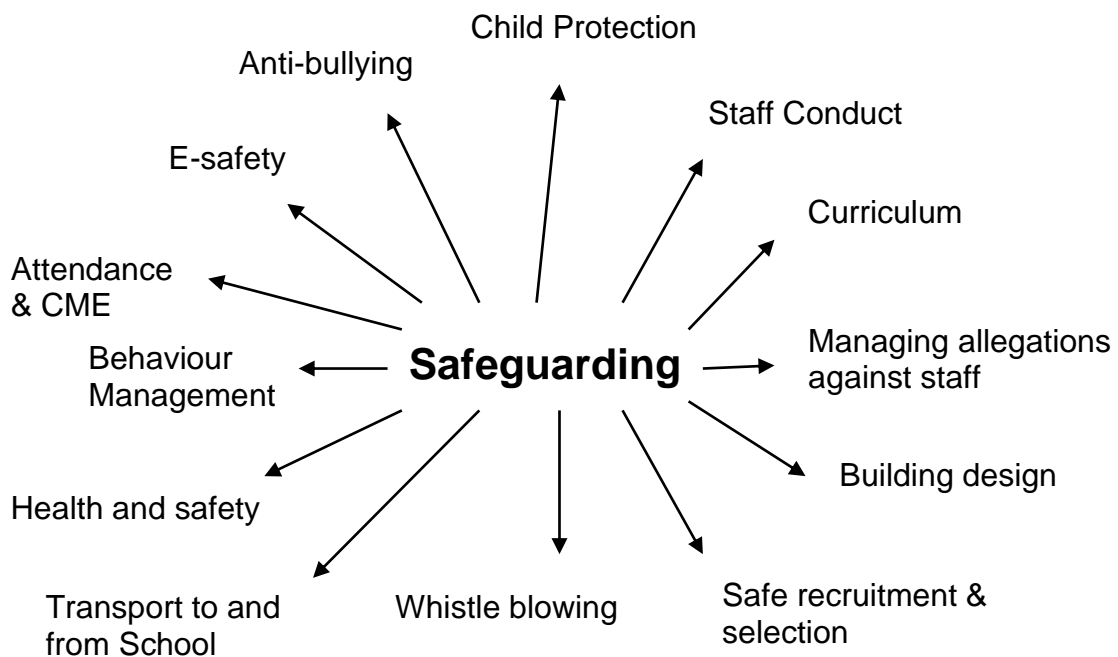 Child Protection
Anti-bullying
Staff Conduct
E-safety
Curriculum
Attendance
& CME
Managing allegations
against staff
Behaviour
Management
Safeguarding
Building design
Health and safety
Transport to and
from School
Whistle blowing
Safe recruitment &
selection